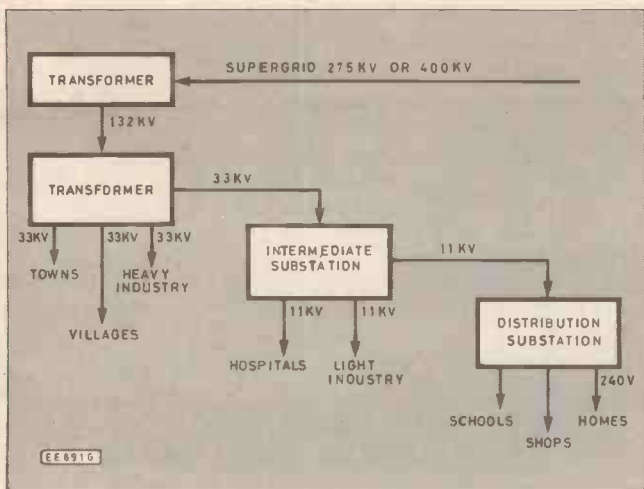 SUPERGRID 275KV OR 400KV
TRANSFORMER
132KV
TRANSFORMER
33KV
33KV
33KV
33KV
TOWNS
HEAVY
INDUSTRY
VILLAGES
INTERMEDIATE
SUBSTATION
11KV
11KV
11KV
HOSPITALS
LIGHT
INDUSTRY
DISTRIBUTION
SUBSTATION
240V
SCHOOLS
SHOPS
HOMES
EE891G